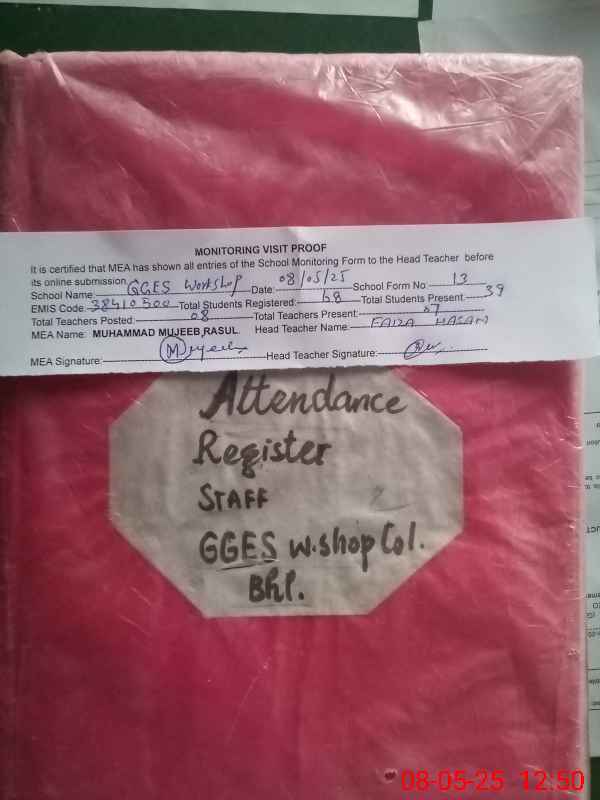 MONITORING VISIT PROOF
It is certified that MEA has shown all entries of the School Monitoring Form to the Head Teacher before
its online submission
School Name: GGES Workshop Date: 08/05/25 School Form No 13
EMIS Code: 38410500 Total Students Registered: 68 Total Students Present: 39
Total Teachers Posted: 08 Total Teachers Present: 07
MEA Name: MUHAMMAD MUJEEB RASUL Head Teacher Name: FAIZA HASAN
MEA Signature: Mujeeb Head Teacher Signature:
Attendance
Register
STAFF
GGES W.shop Col.
Bhl.
08-05-25 12:50